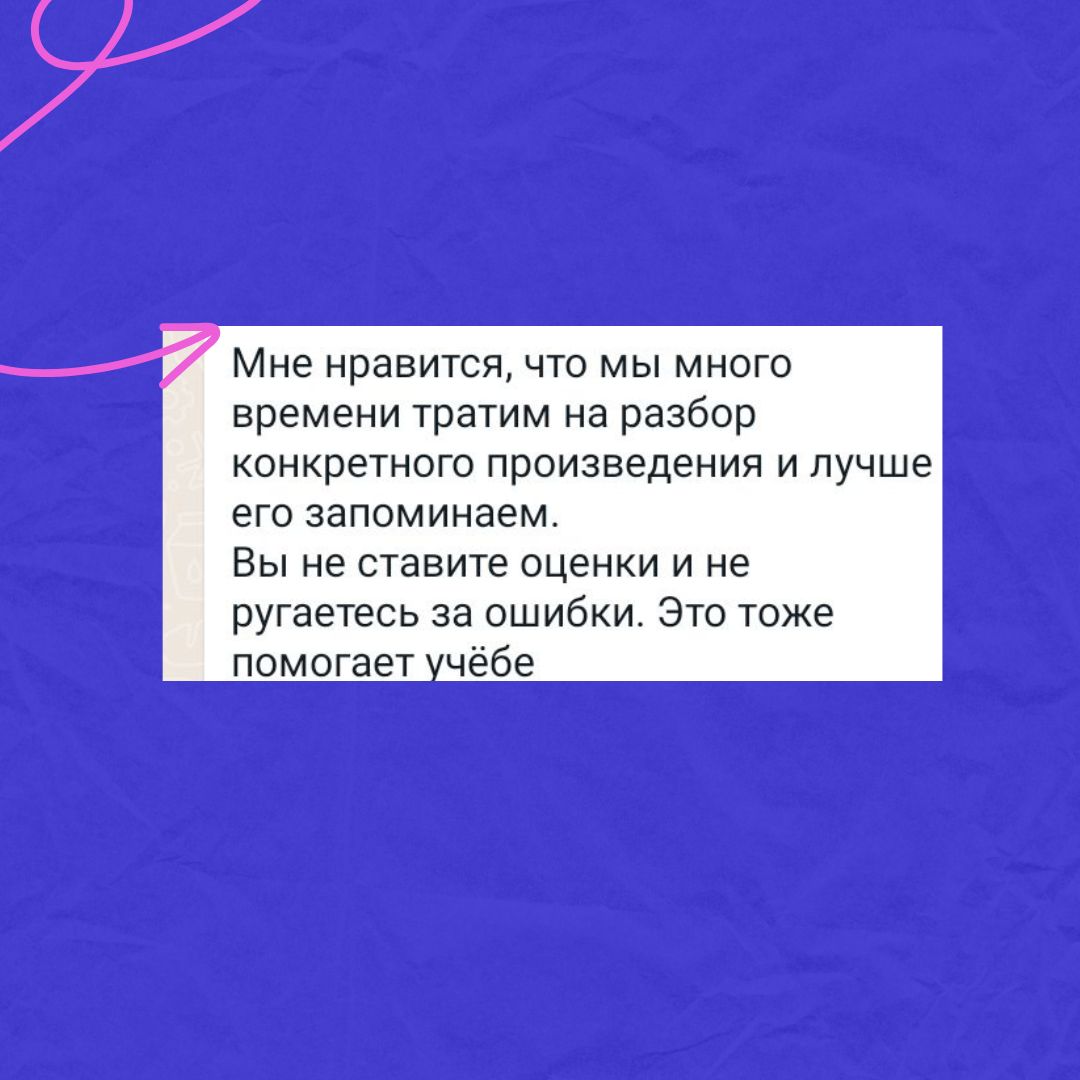 Мне нравится, что мы много
времени тратим на разбор
конкретного произведения и лучше
его запоминаем.
Вы не ставите оценки и не
ругаетесь за ошибки. Это тоже
помогает учёбе